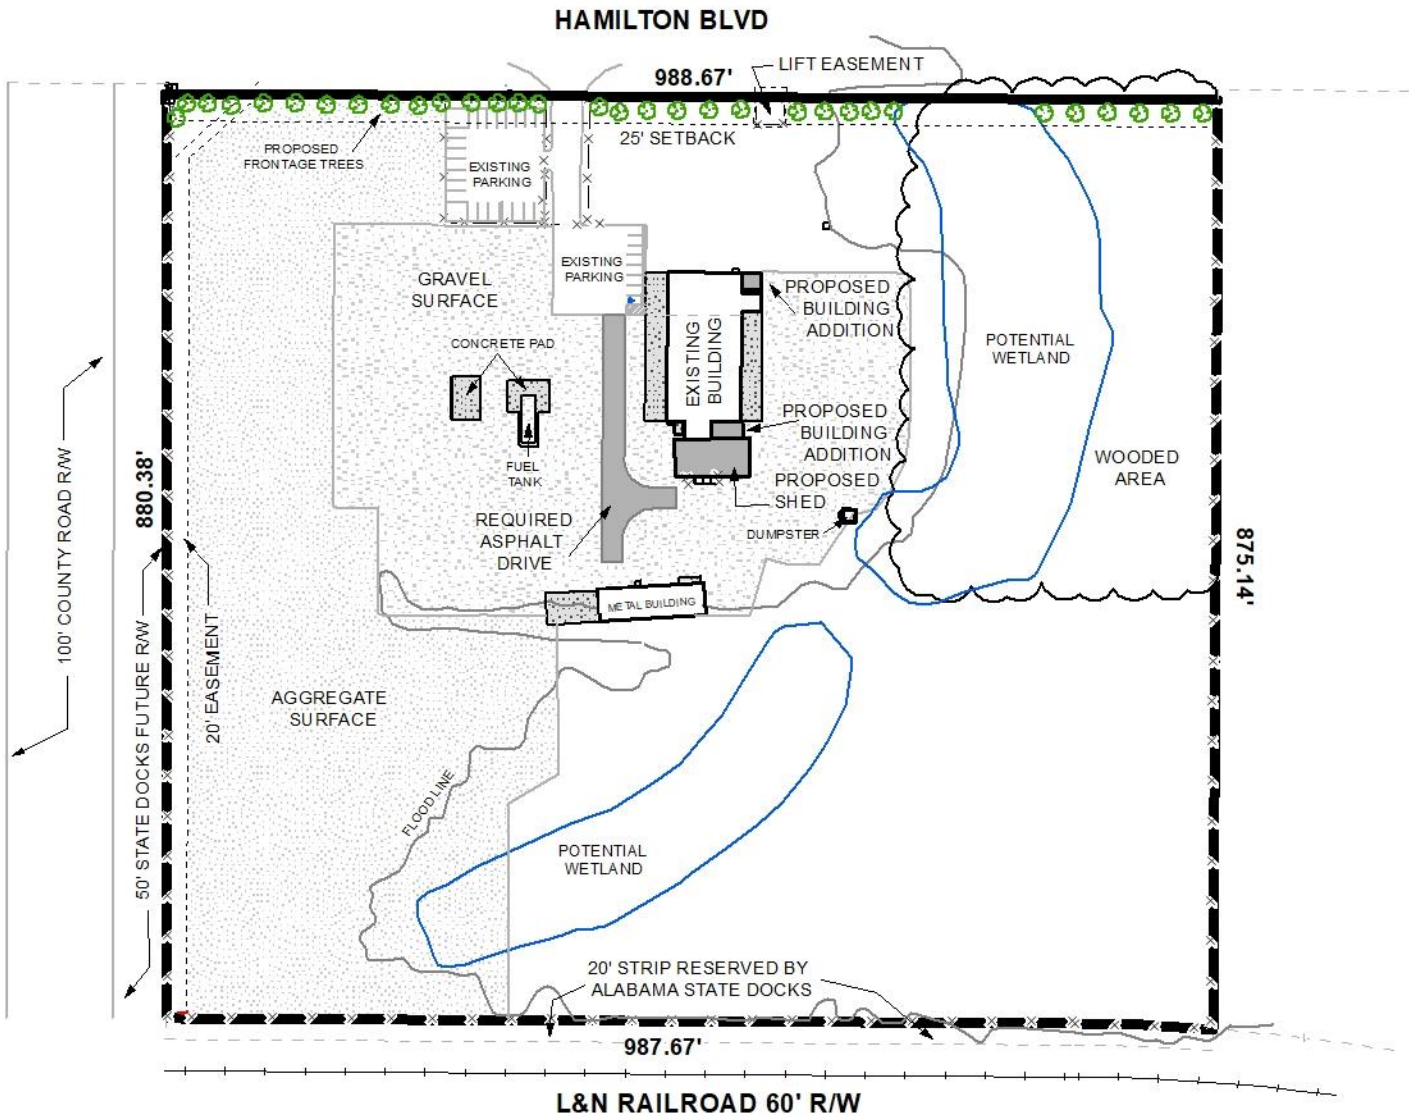 HAMILTON BLVD
988.67'
LIFT EASEMENT
25' SETBACK
PROPOSED
FRONTAGE TREES
EXISTING
PARKING
EXISTING
PARKING
GRAVEL
SURFACE
PROPOSED
BUILDING
ADDITION
EXISTING
BUILDING
POTENTIAL
WETLAND
CONCRETE PAD
PROPOSED
BUILDING
ADDITION
FUEL
TANK
WOODED
AREA
PROPOSED
SHED
REQUIRED
ASPHALT
DRIVE
DUMPSTER
METAL BUILDING
100' COUNTY ROAD R/W
880.38'
50' STATE DOCKS FUTURE R/W
20' EASEMENT
875.14'
AGGREGATE
SURFACE
FLOOD LINE
POTENTIAL
WETLAND
20' STRIP RESERVED BY
ALABAMA STATE DOCKS
987.67'
L&N RAILROAD 60' R/W